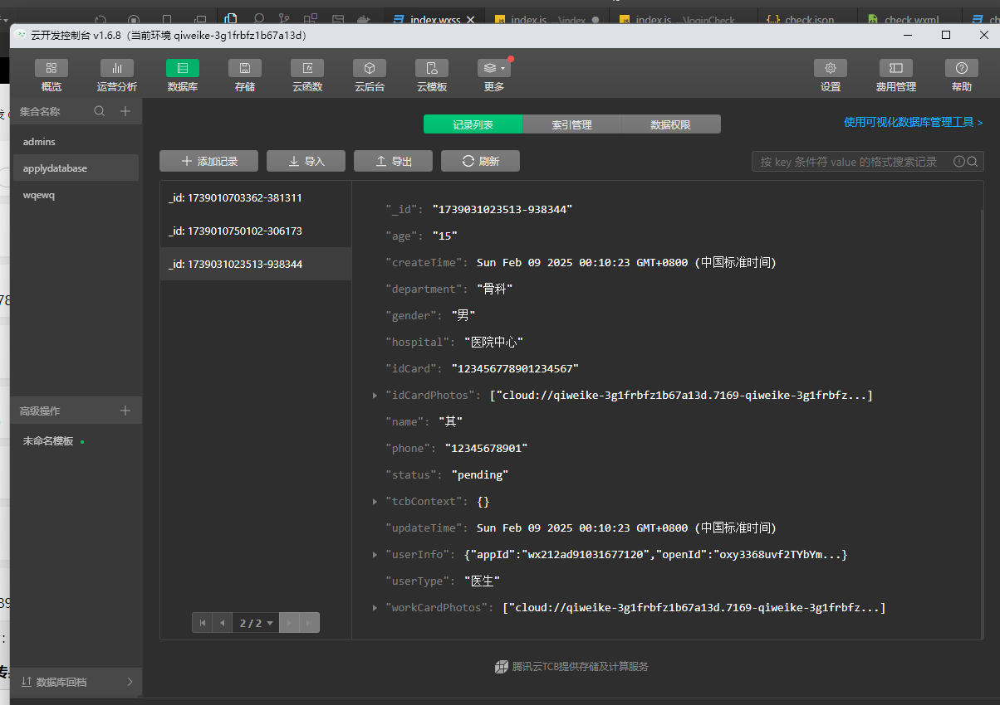 index.wxss
index.js ..\index
index.js ..\loginCheck
check.json
check.wxml
云开发控制台 v1.6.8 (当前环境 qiweike-3g1frbfz1b67a13d)
概览
运营分析
数据库
存储
云函数
云后台
云模板
更多
设置
费用管理
帮助
集合名称
admins
applydatabase
wqewq
高级操作
未命名模板
数据库回档
记录列表
索引管理
数据权限
使用可视化数据库管理工具 >
添加记录
导入
导出
刷新
按 key 条件符 value 的格式搜索记录
_id: 1739010703362-381311
_id: 1739010750102-306173
_id: 1739031023513-938344
2 / 2
"_id": "1739031023513-938344"
"age": "15"
"createTime": Sun Feb 09 2025 00:10:23 GMT+0800 (中国标准时间)
"department": "骨科"
"gender": "男"
"hospital": "医院中心"
"idCard": "123456778901234567"
"idCardPhotos": ["cloud://qiweike-3g1frbfz1b67a13d.7169-qiweike-3g1frbfz...]
"name": "其"
"phone": "12345678901"
"status": "pending"
"tcbContext": {}
"updateTime": Sun Feb 09 2025 00:10:23 GMT+0800 (中国标准时间)
"userInfo": {"appId":"wx212ad91031677120","openId":"oxy3368uvf2TYbYm...}
"userType": "医生"
"workCardPhotos": ["cloud://qiweike-3g1frbfz1b67a13d.7169-qiweike-3g1frbfz...]
腾讯云TCB提供存储及计算服务